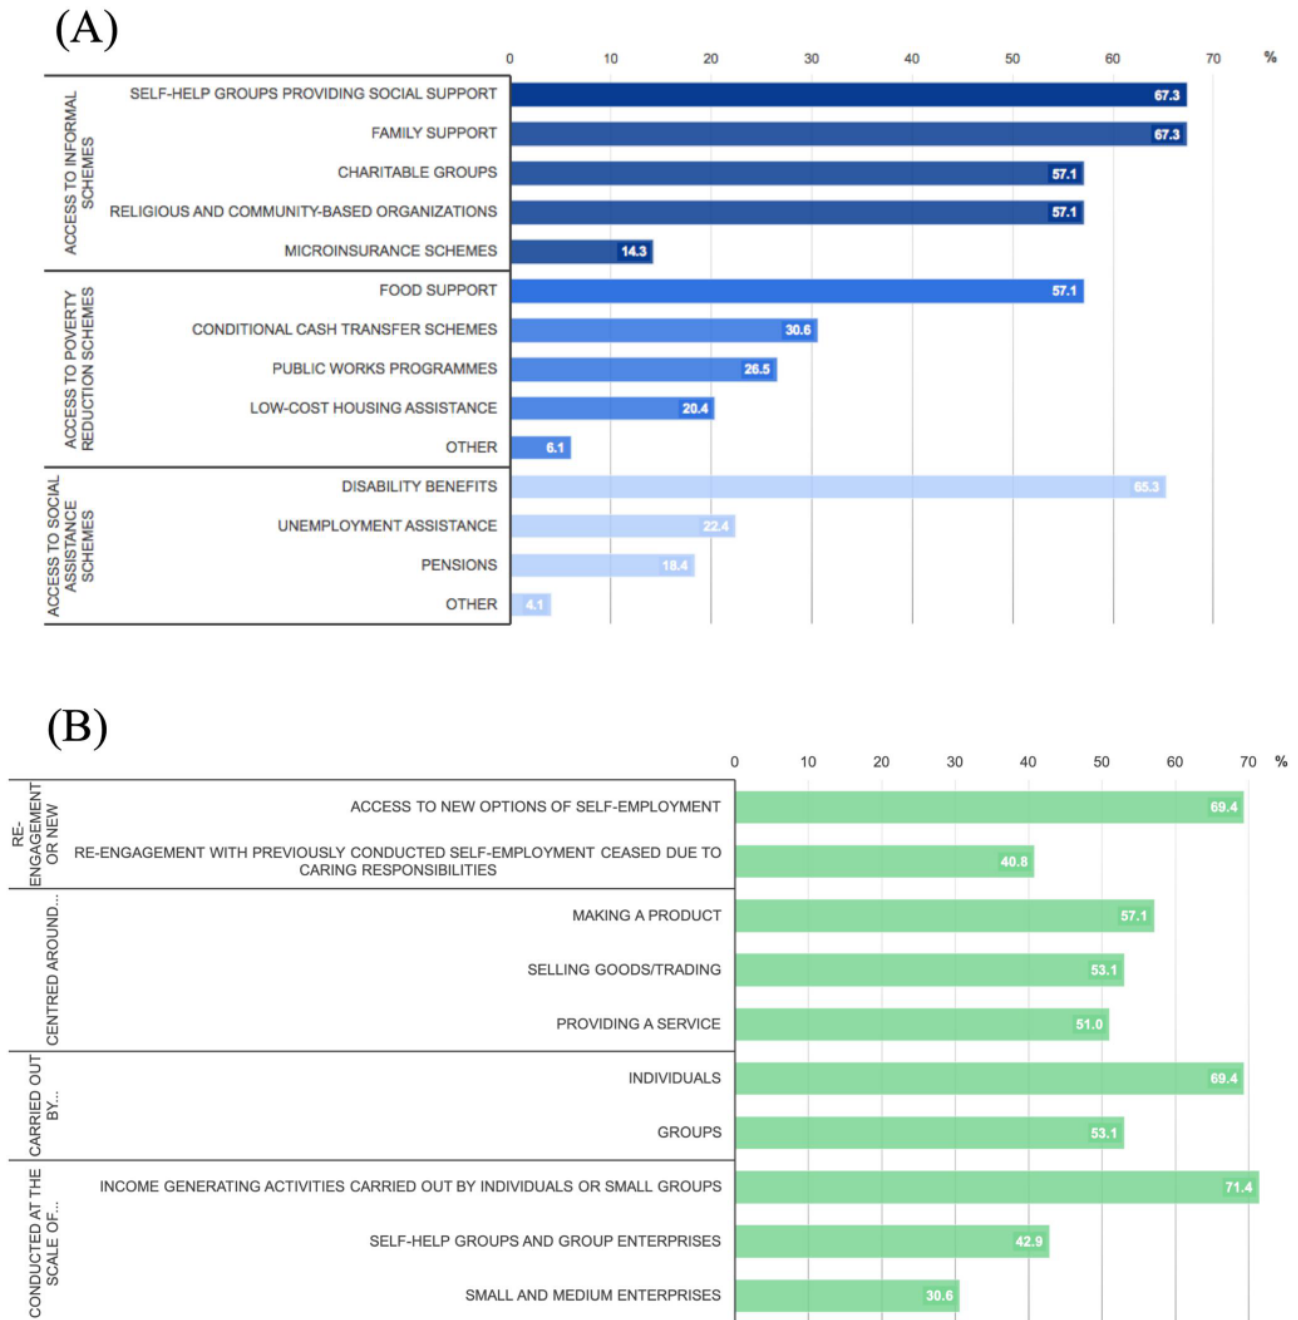 (A)
0 10 20 30 40 50 60 70 %
ACCESS TO INFORMAL
SCHEMES
SELF-HELP GROUPS PROVIDING SOCIAL SUPPORT 67.3
FAMILY SUPPORT 67.3
CHARITABLE GROUPS 57.1
RELIGIOUS AND COMMUNITY-BASED ORGANIZATIONS 57.1
MICROINSURANCE SCHEMES 14.3
ACCESS TO POVERTY
REDUCTION SCHEMES
FOOD SUPPORT 57.1
CONDITIONAL CASH TRANSFER SCHEMES 30.6
PUBLIC WORKS PROGRAMMES 26.5
LOW-COST HOUSING ASSISTANCE 20.4
OTHER 6.1
ACCESS TO SOCIAL
ASSISTANCE
SCHEMES
DISABILITY BENEFITS 65.3
UNEMPLOYMENT ASSISTANCE 22.4
PENSIONS 18.4
OTHER 4.1
(B)
0 10 20 30 40 50 60 70 %
RE-
ENGAGEMENT
OR NEW
ACCESS TO NEW OPTIONS OF SELF-EMPLOYMENT 69.4
RE-ENGAGEMENT WITH PREVIOUSLY CONDUCTED SELF-EMPLOYMENT CEASED DUE TO
CARING RESPONSIBILITIES 40.8
CENTRED AROUND...
MAKING A PRODUCT 57.1
SELLING GOODS/TRADING 53.1
PROVIDING A SERVICE 51.0
CARRIED OUT
BY...
INDIVIDUALS 69.4
GROUPS 53.1
CONDUCTED AT THE
SCALE OF...
INCOME GENERATING ACTIVITIES CARRIED OUT BY INDIVIDUALS OR SMALL GROUPS 71.4
SELF-HELP GROUPS AND GROUP ENTERPRISES 42.9
SMALL AND MEDIUM ENTERPRISES 30.6